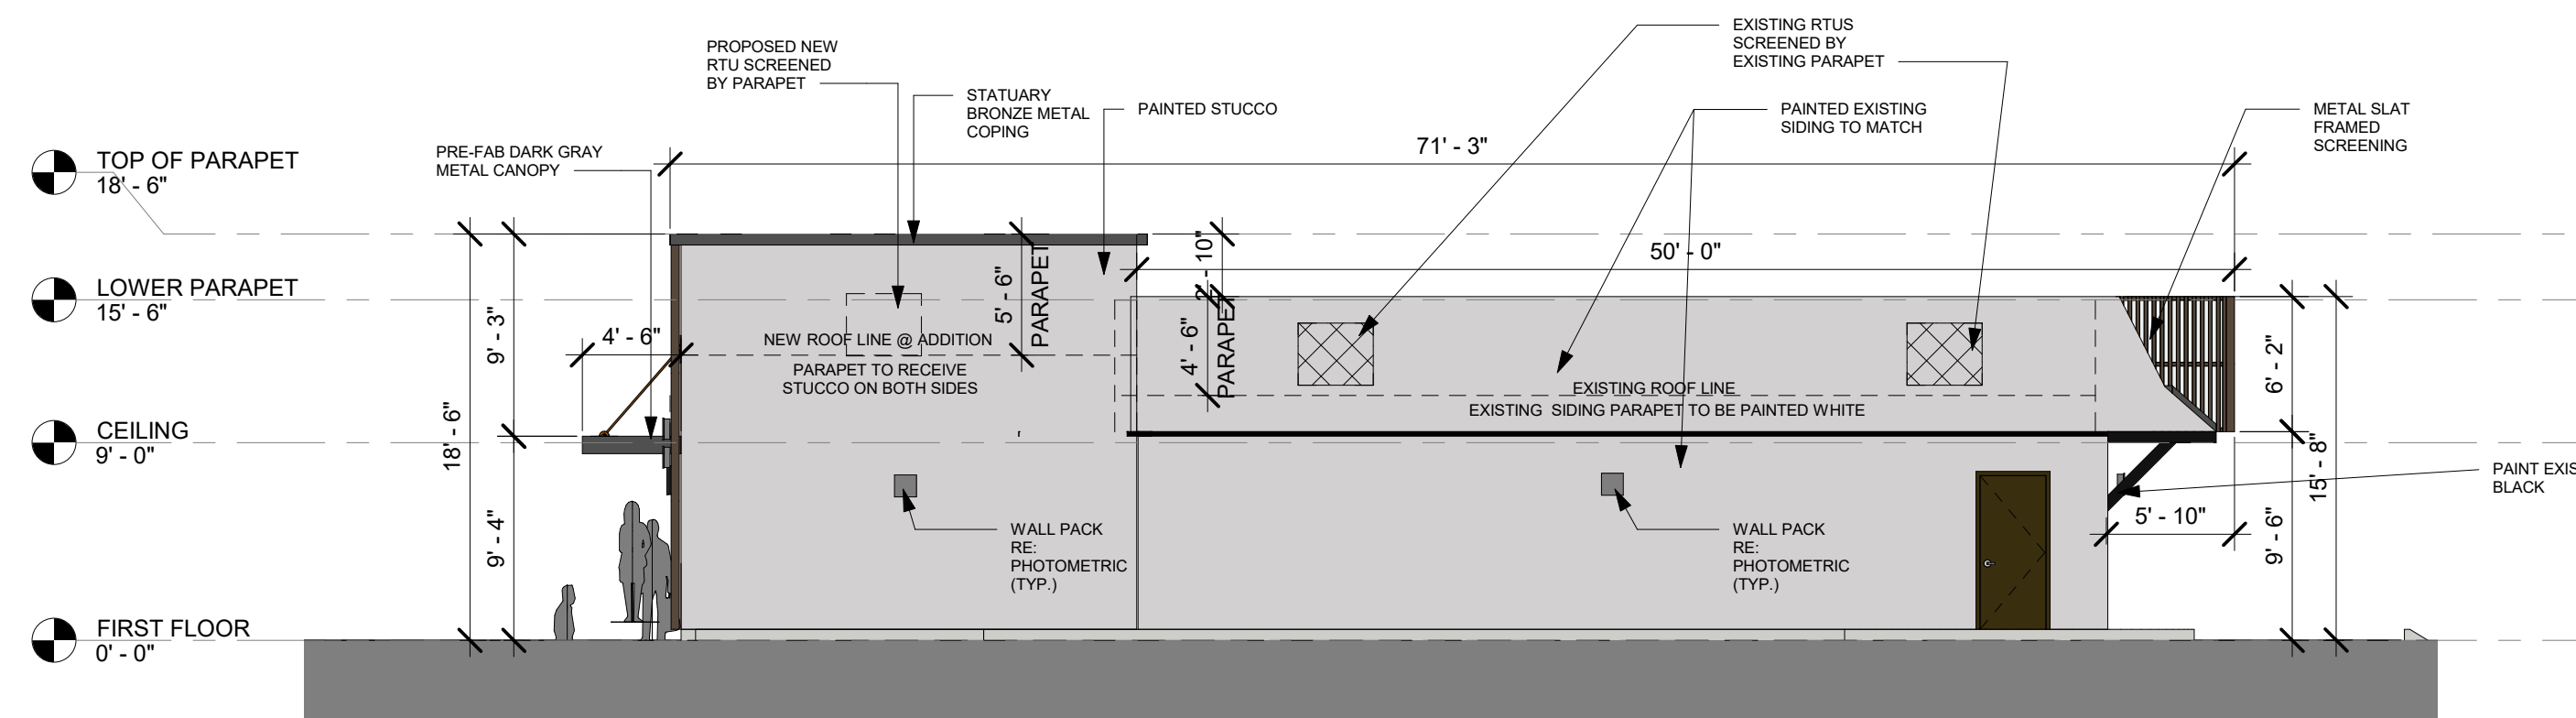 EXISTING RTUS
SCREENED BY
EXISTING PARAPET
PROPOSED NEW
RTU SCREENED
BY PARAPET
STATUARY
BRONZE METAL
COPING
PAINTED STUCCO
PAINTED EXISTING
SIDING TO MATCH
METAL SLAT
FRAMED
SCREENING
PRE-FAB DARK GRAY
METAL CANOPY
71' - 3"
TOP OF PARAPET
18' - 6"
50' - 0"
LOWER PARAPET
15' - 6"
9' - 3"
4' - 6"
5' - 6"
PARAPET
4' - 6"
PARAPET
NEW ROOF LINE @ ADDITION
PARAPET TO RECEIVE
STUCCO ON BOTH SIDES
EXISTING ROOF LINE
EXISTING SIDING PARAPET TO BE PAINTED WHITE
6' - 2"
CEILING
9' - 0"
18' - 6"
15' - 8"
PAINT EXIS
BLACK
9' - 4"
WALL PACK
RE:
PHOTOMETRIC
(TYP.)
WALL PACK
RE:
PHOTOMETRIC
(TYP.)
5' - 10"
9' - 6"
FIRST FLOOR
0' - 0"